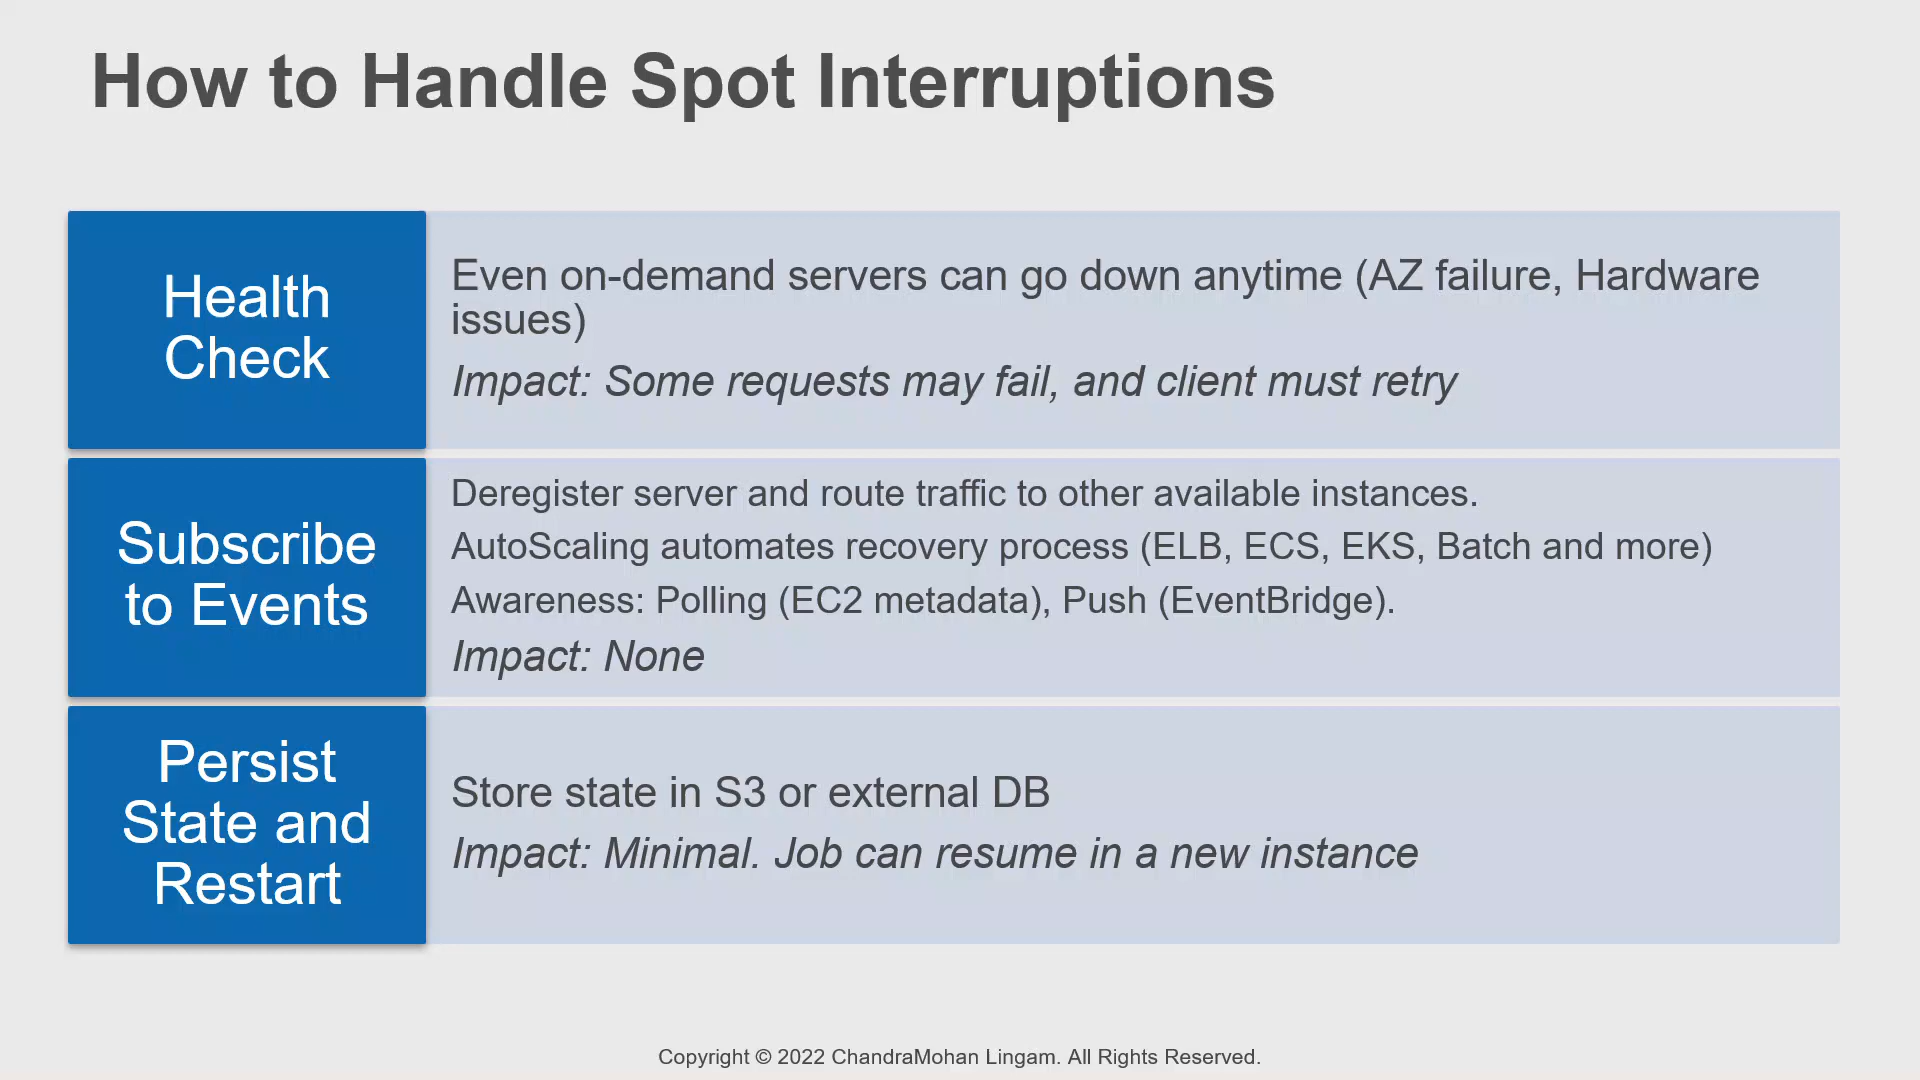 How to Handle Spot Interruptions
Health
Check
Even on-demand servers can go down anytime (AZ failure, Hardware
issues)
Impact: Some requests may fail, and client must retry
Subscribe
to Events
Deregister server and route traffic to other available instances.
AutoScaling automates recovery process (ELB, ECS, EKS, Batch and more)
Awareness: Polling (EC2 metadata), Push (EventBridge).
Impact: None
Persist
State and
Restart
Store state in S3 or external DB
Impact: Minimal. Job can resume in a new instance
Copyright © 2022 ChandraMohan Lingam. All Rights Reserved.